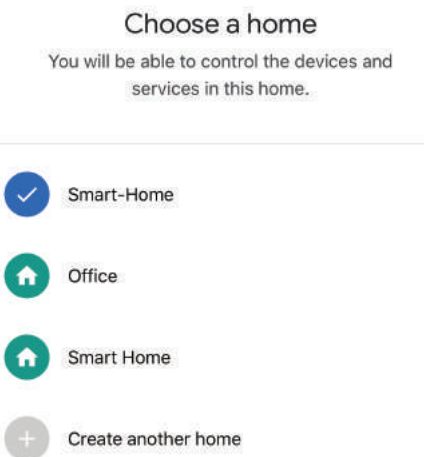 Choose a home
You will be able to control the devices and
services in this home.
Smart-Home
Office
Smart Home
Create another home